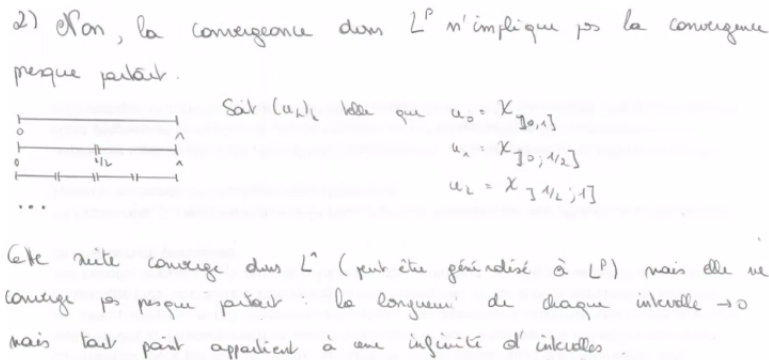 2) Non, la convergeance dans L^p n'implique pas la convergence
presque partout.
Soit (u_k)_k telle que u_0 = χ_]0,1]
u_1 = χ_]0;1/2]
u_2 = χ_]1/2;1]
0 1
0 1/2 1
...
Cette suite converge dans L^1 (peut être généralisé à L^p) mais elle ne
converge pas presque partout : la longueur de chaque intervalle → 0
mais tout point appartient à une infinité d'intervalles.